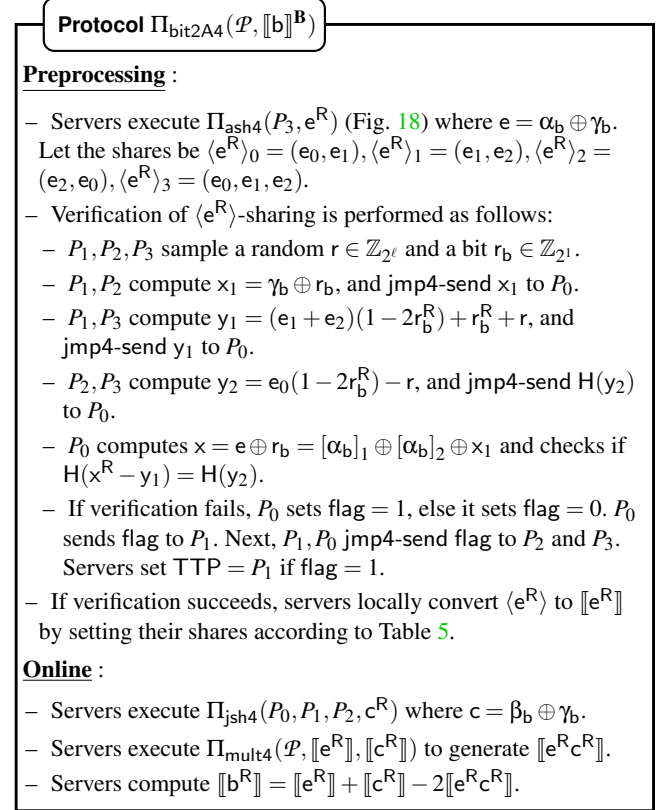 Protocol Π_bit2A4(𝒫, ⟦b⟧^B)
Preprocessing :
– Servers execute Π_ash4(P_3, e^R) (Fig. 18) where e = α_b ⊕ γ_b.
Let the shares be ⟨e^R⟩_0 = (e_0, e_1), ⟨e^R⟩_1 = (e_1, e_2), ⟨e^R⟩_2 =
(e_2, e_0), ⟨e^R⟩_3 = (e_0, e_1, e_2).
– Verification of ⟨e^R⟩-sharing is performed as follows:
– P_1, P_2, P_3 sample a random r ∈ ℤ_{2^ℓ} and a bit r_b ∈ ℤ_{2^1}.
– P_1, P_2 compute x_1 = γ_b ⊕ r_b, and jmp4-send x_1 to P_0.
– P_1, P_3 compute y_1 = (e_1 + e_2)(1 − 2r_b^R) + r_b^R + r, and
jmp4-send y_1 to P_0.
– P_2, P_3 compute y_2 = e_0(1 − 2r_b^R) − r, and jmp4-send H(y_2)
to P_0.
– P_0 computes x = e ⊕ r_b = [α_b]_1 ⊕ [α_b]_2 ⊕ x_1 and checks if
H(x^R − y_1) = H(y_2).
– If verification fails, P_0 sets flag = 1, else it sets flag = 0. P_0
sends flag to P_1. Next, P_1, P_0 jmp4-send flag to P_2 and P_3.
Servers set TTP = P_1 if flag = 1.
– If verification succeeds, servers locally convert ⟨e^R⟩ to ⟦e^R⟧
by setting their shares according to Table 5.
Online :
– Servers execute Π_jsh4(P_0, P_1, P_2, c^R) where c = β_b ⊕ γ_b.
– Servers execute Π_mult4(𝒫, ⟦e^R⟧, ⟦c^R⟧) to generate ⟦e^R c^R⟧.
– Servers compute ⟦b^R⟧ = ⟦e^R⟧ + ⟦c^R⟧ − 2⟦e^R c^R⟧.